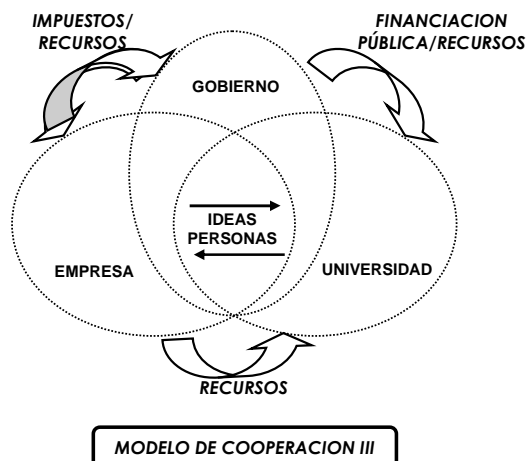 IMPUESTOS/
RECURSOS
FINANCIACION
PÚBLICA/RECURSOS
GOBIERNO
IDEAS
PERSONAS
EMPRESA
UNIVERSIDAD
RECURSOS
MODELO DE COOPERACION III